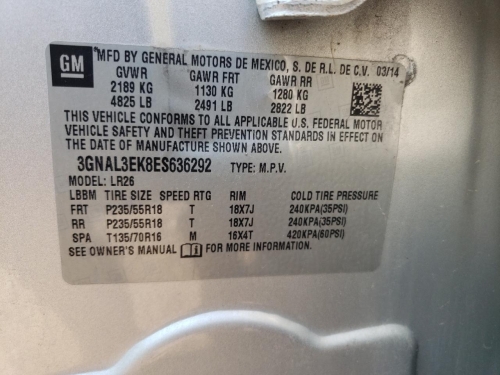 GM
MFD BY GENERAL MOTORS DE MEXICO, S. DE R.L. DE C.V. 03/14
GVWR GAWR FRT GAWR RR
2189 KG 1130 KG 1280 KG
4825 LB 2491 LB 2822 LB
THIS VEHICLE CONFORMS TO ALL APPLICABLE U.S. FEDERAL MOTOR
VEHICLE SAFETY AND THEFT PREVENTION STANDARDS IN EFFECT ON
THE DATE OF MANUFACTURE SHOWN ABOVE.
3GNAL3EK8ES636292 TYPE: M.P.V.
MODEL: LR26
LBBM TIRE SIZE SPEED RTG RIM COLD TIRE PRESSURE
FRT P235/55R18 T 18X7J 240KPA(35PSI)
RR P235/55R18 T 18X7J 240KPA(35PSI)
SPA T135/70R16 M 16X4T 420KPA(60PSI)
SEE OWNER'S MANUAL FOR MORE INFORMATION.